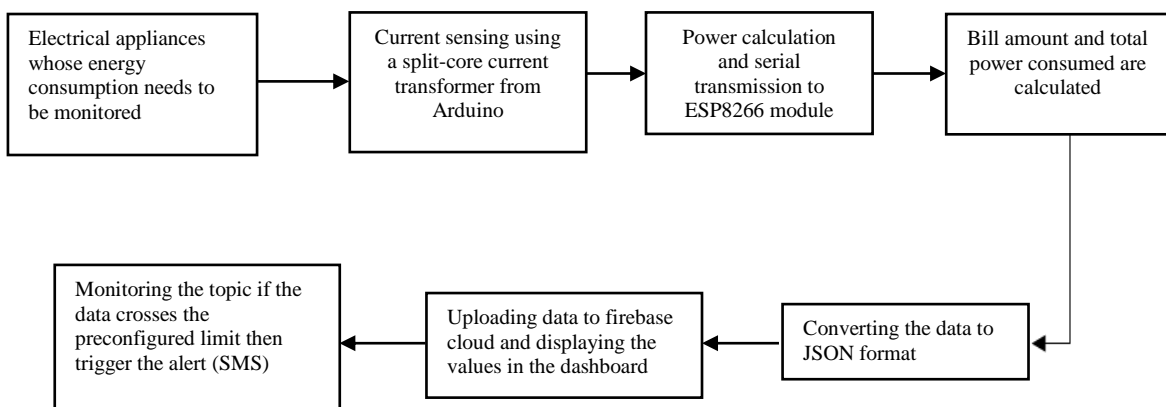 Electrical appliances
whose energy
consumption needs to
be monitored
Current sensing using
a split-core current
transformer from
Arduino
Power calculation
and serial
transmission to
ESP8266 module
Bill amount and total
power consumed are
calculated
Converting the data to
JSON format
Uploading data to firebase
cloud and displaying the
values in the dashboard
Monitoring the topic if the
data crosses the
preconfigured limit then
trigger the alert (SMS)